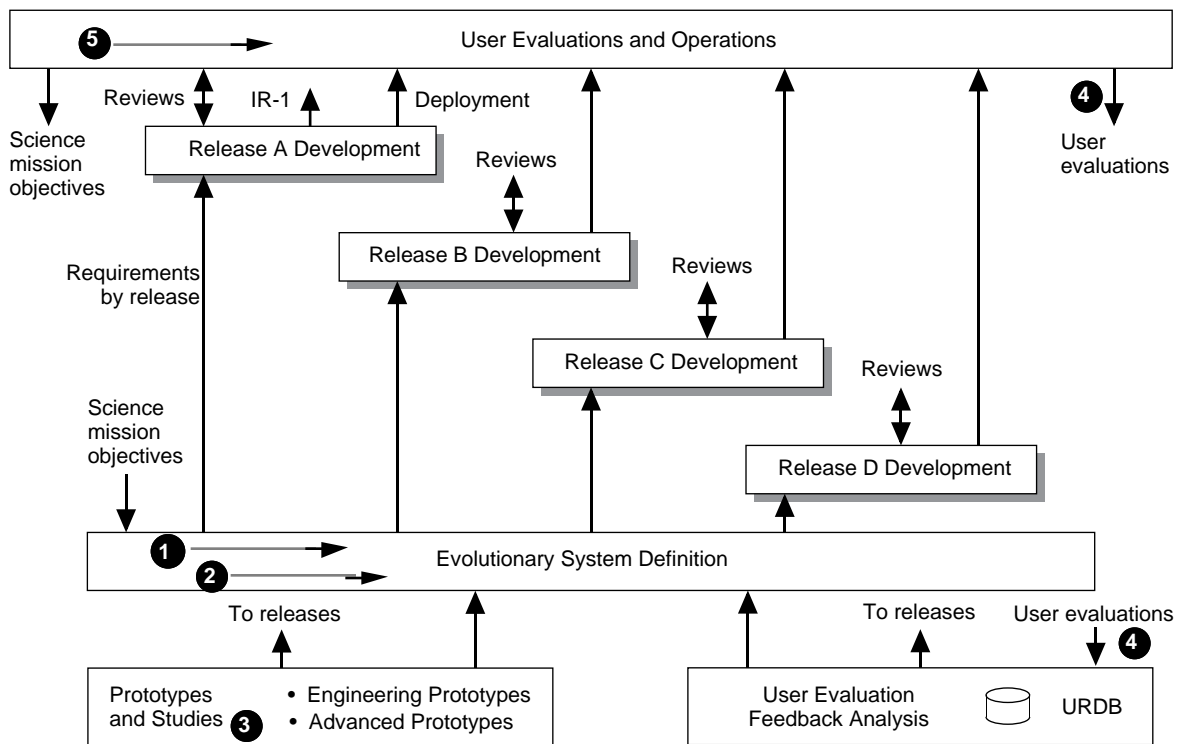 5
User Evaluations and Operations
Reviews
IR-1
Deployment
4
Science
mission
objectives
Release A Development
User
evaluations
Reviews
Release B Development
Requirements
by release
Reviews
Release C Development
Reviews
Science
mission
objectives
Release D Development
1
Evolutionary System Definition
2
To releases
To releases
User evaluations
4
Prototypes
and Studies
3
• Engineering Prototypes
• Advanced Prototypes
User Evaluation
Feedback Analysis
URDB